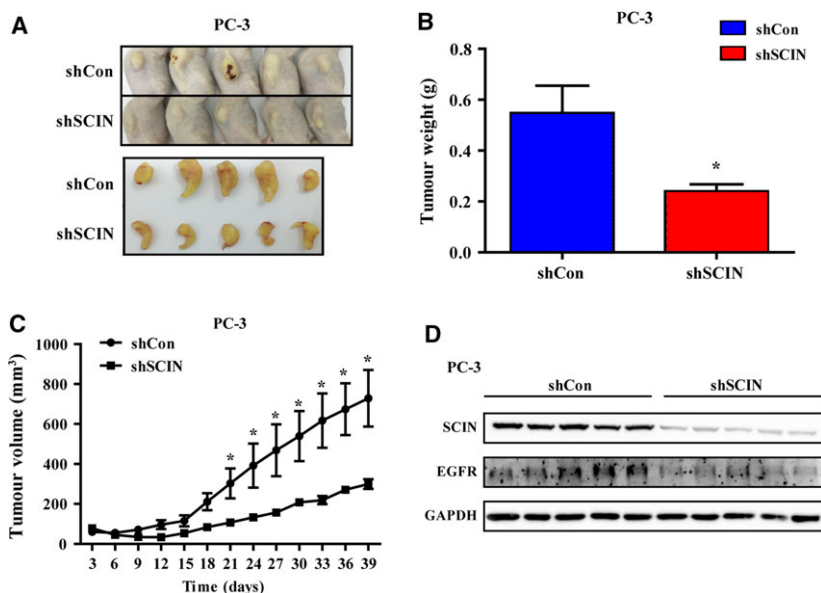 A
PC-3
shCon
shSCIN
shCon
shSCIN
B
PC-3
shCon
shSCIN
Tumour weight (g)
0.8
0.6
0.4
0.2
0.0
*
shCon
shSCIN
C
PC-3
shCon
shSCIN
Tumour volume (mm³)
1000
800
600
400
200
0
* * * * * * *
3 6 9 12 15 18 21 24 27 30 33 36 39
Time (days)
D
PC-3
shCon shSCIN
SCIN
EGFR
GAPDH